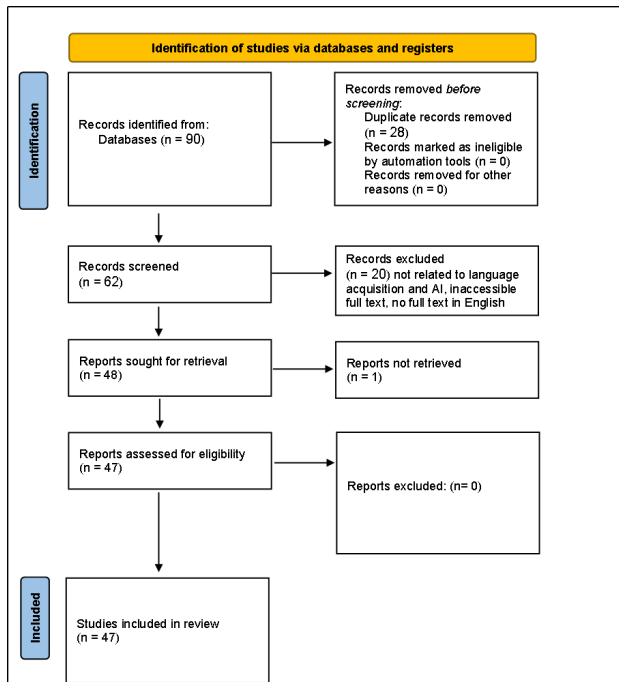 Identification of studies via databases and registers
Identification
Records identified from:
Databases (n = 90)
Records removed before
screening:
Duplicate records removed
(n = 28)
Records marked as ineligible
by automation tools (n = 0)
Records removed for other
reasons (n = 0)
Records screened
(n = 62)
Records excluded
(n = 20) not related to language
acquisition and AI, inaccessible
full text, no full text in English
Reports sought for retrieval
(n = 48)
Reports not retrieved
(n = 1)
Reports assessed for eligibility
(n = 47)
Reports excluded: (n= 0)
Included
Studies included in review
(n = 47)